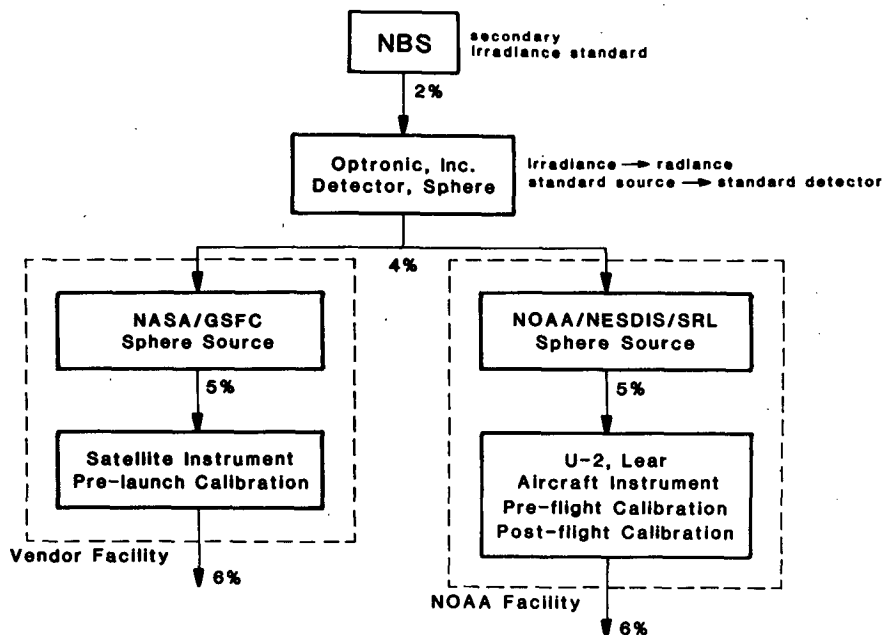 NBS
secondary
irradiance standard
2%
Optronic, Inc.
Detector, Sphere
irradiance → radiance
standard source → standard detector
4%
NASA/GSFC
Sphere Source
5%
Satellite Instrument
Pre-launch Calibration
Vendor Facility
6%
NOAA/NESDIS/SRL
Sphere Source
5%
U-2, Lear
Aircraft Instrument
Pre-flight Calibration
Post-flight Calibration
NOAA Facility
6%